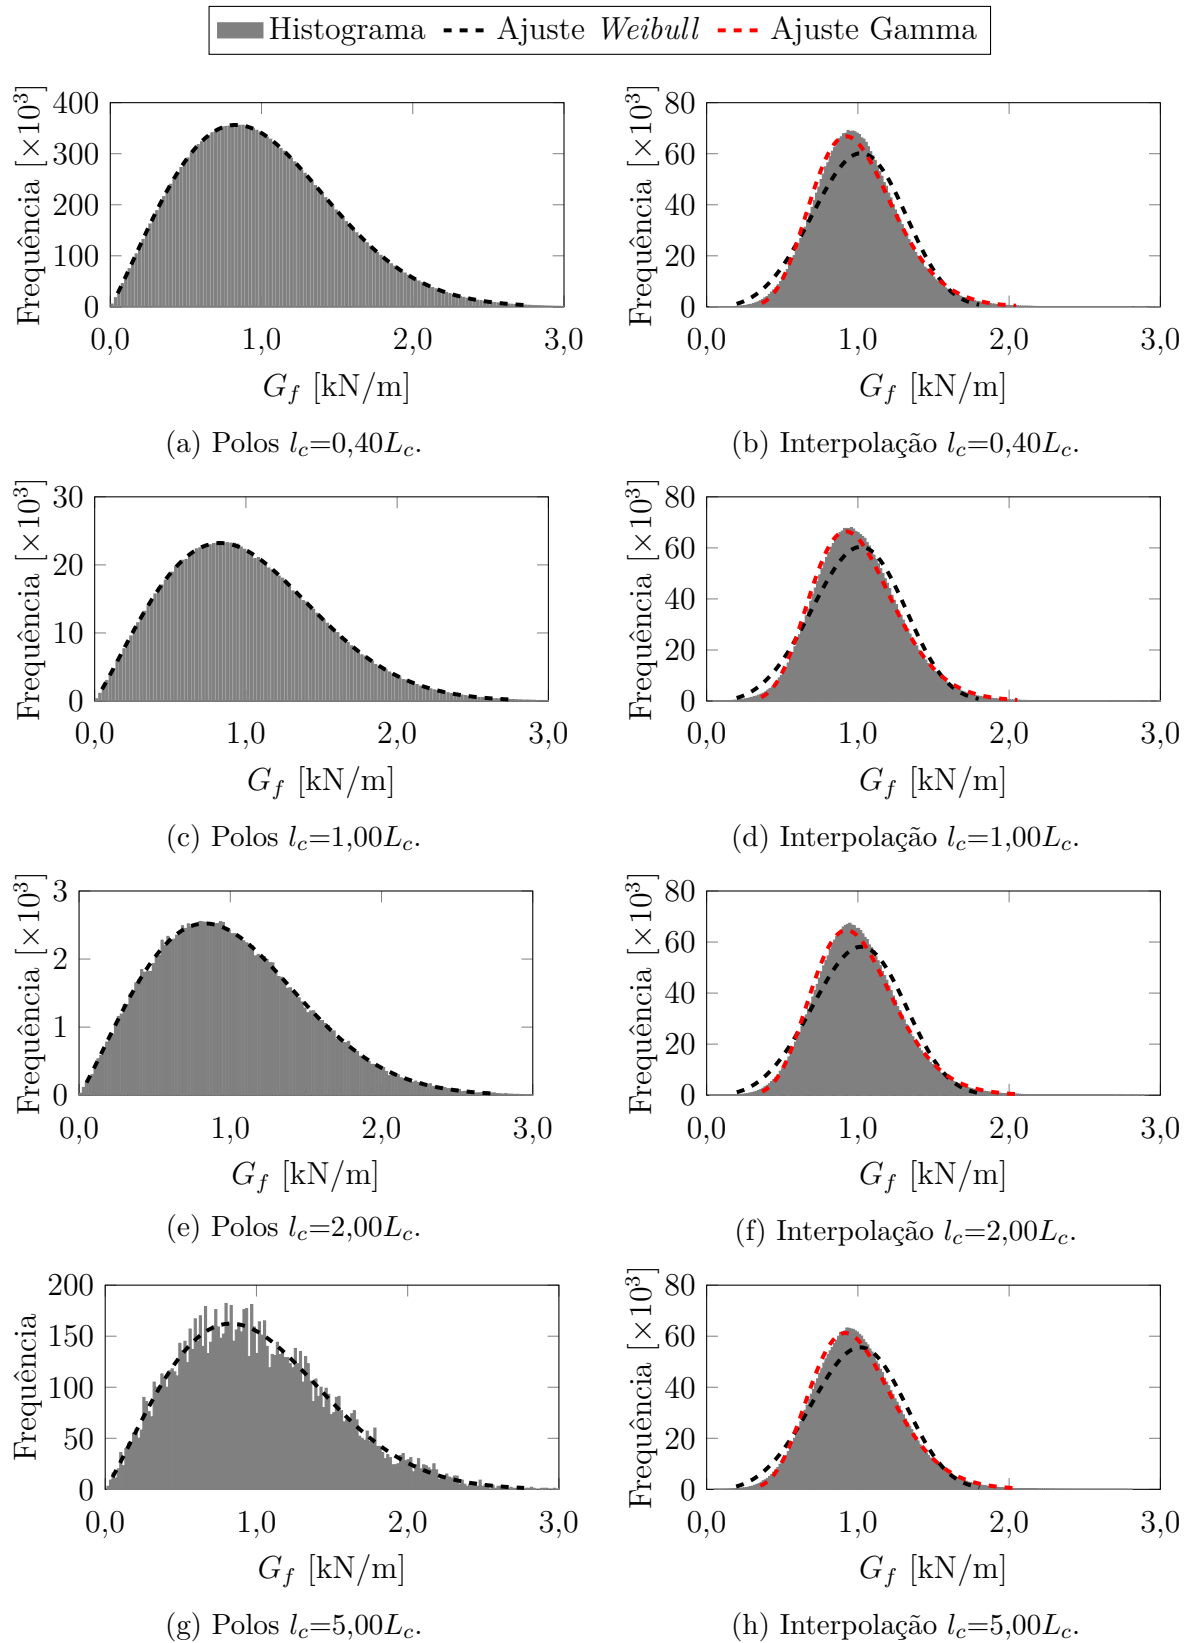 Histograma Ajuste Weibull Ajuste Gamma
Frequência [×10³]
400
300
200
100
0
0,0 1,0 2,0 3,0
G_f [kN/m]
(a) Polos l_c=0,40L_c.
Frequência [×10³]
80
60
40
20
0
0,0 1,0 2,0 3,0
G_f [kN/m]
(b) Interpolação l_c=0,40L_c.
Frequência [×10³]
30
20
10
0
0,0 1,0 2,0 3,0
G_f [kN/m]
(c) Polos l_c=1,00L_c.
Frequência [×10³]
80
60
40
20
0
0,0 1,0 2,0 3,0
G_f [kN/m]
(d) Interpolação l_c=1,00L_c.
Frequência [×10³]
3
2
1
0
0,0 1,0 2,0 3,0
G_f [kN/m]
(e) Polos l_c=2,00L_c.
Frequência [×10³]
80
60
40
20
0
0,0 1,0 2,0 3,0
G_f [kN/m]
(f) Interpolação l_c=2,00L_c.
Frequência
200
150
100
50
0
0,0 1,0 2,0 3,0
G_f [kN/m]
(g) Polos l_c=5,00L_c.
Frequência [×10³]
80
60
40
20
0
0,0 1,0 2,0 3,0
G_f [kN/m]
(h) Interpolação l_c=5,00L_c.